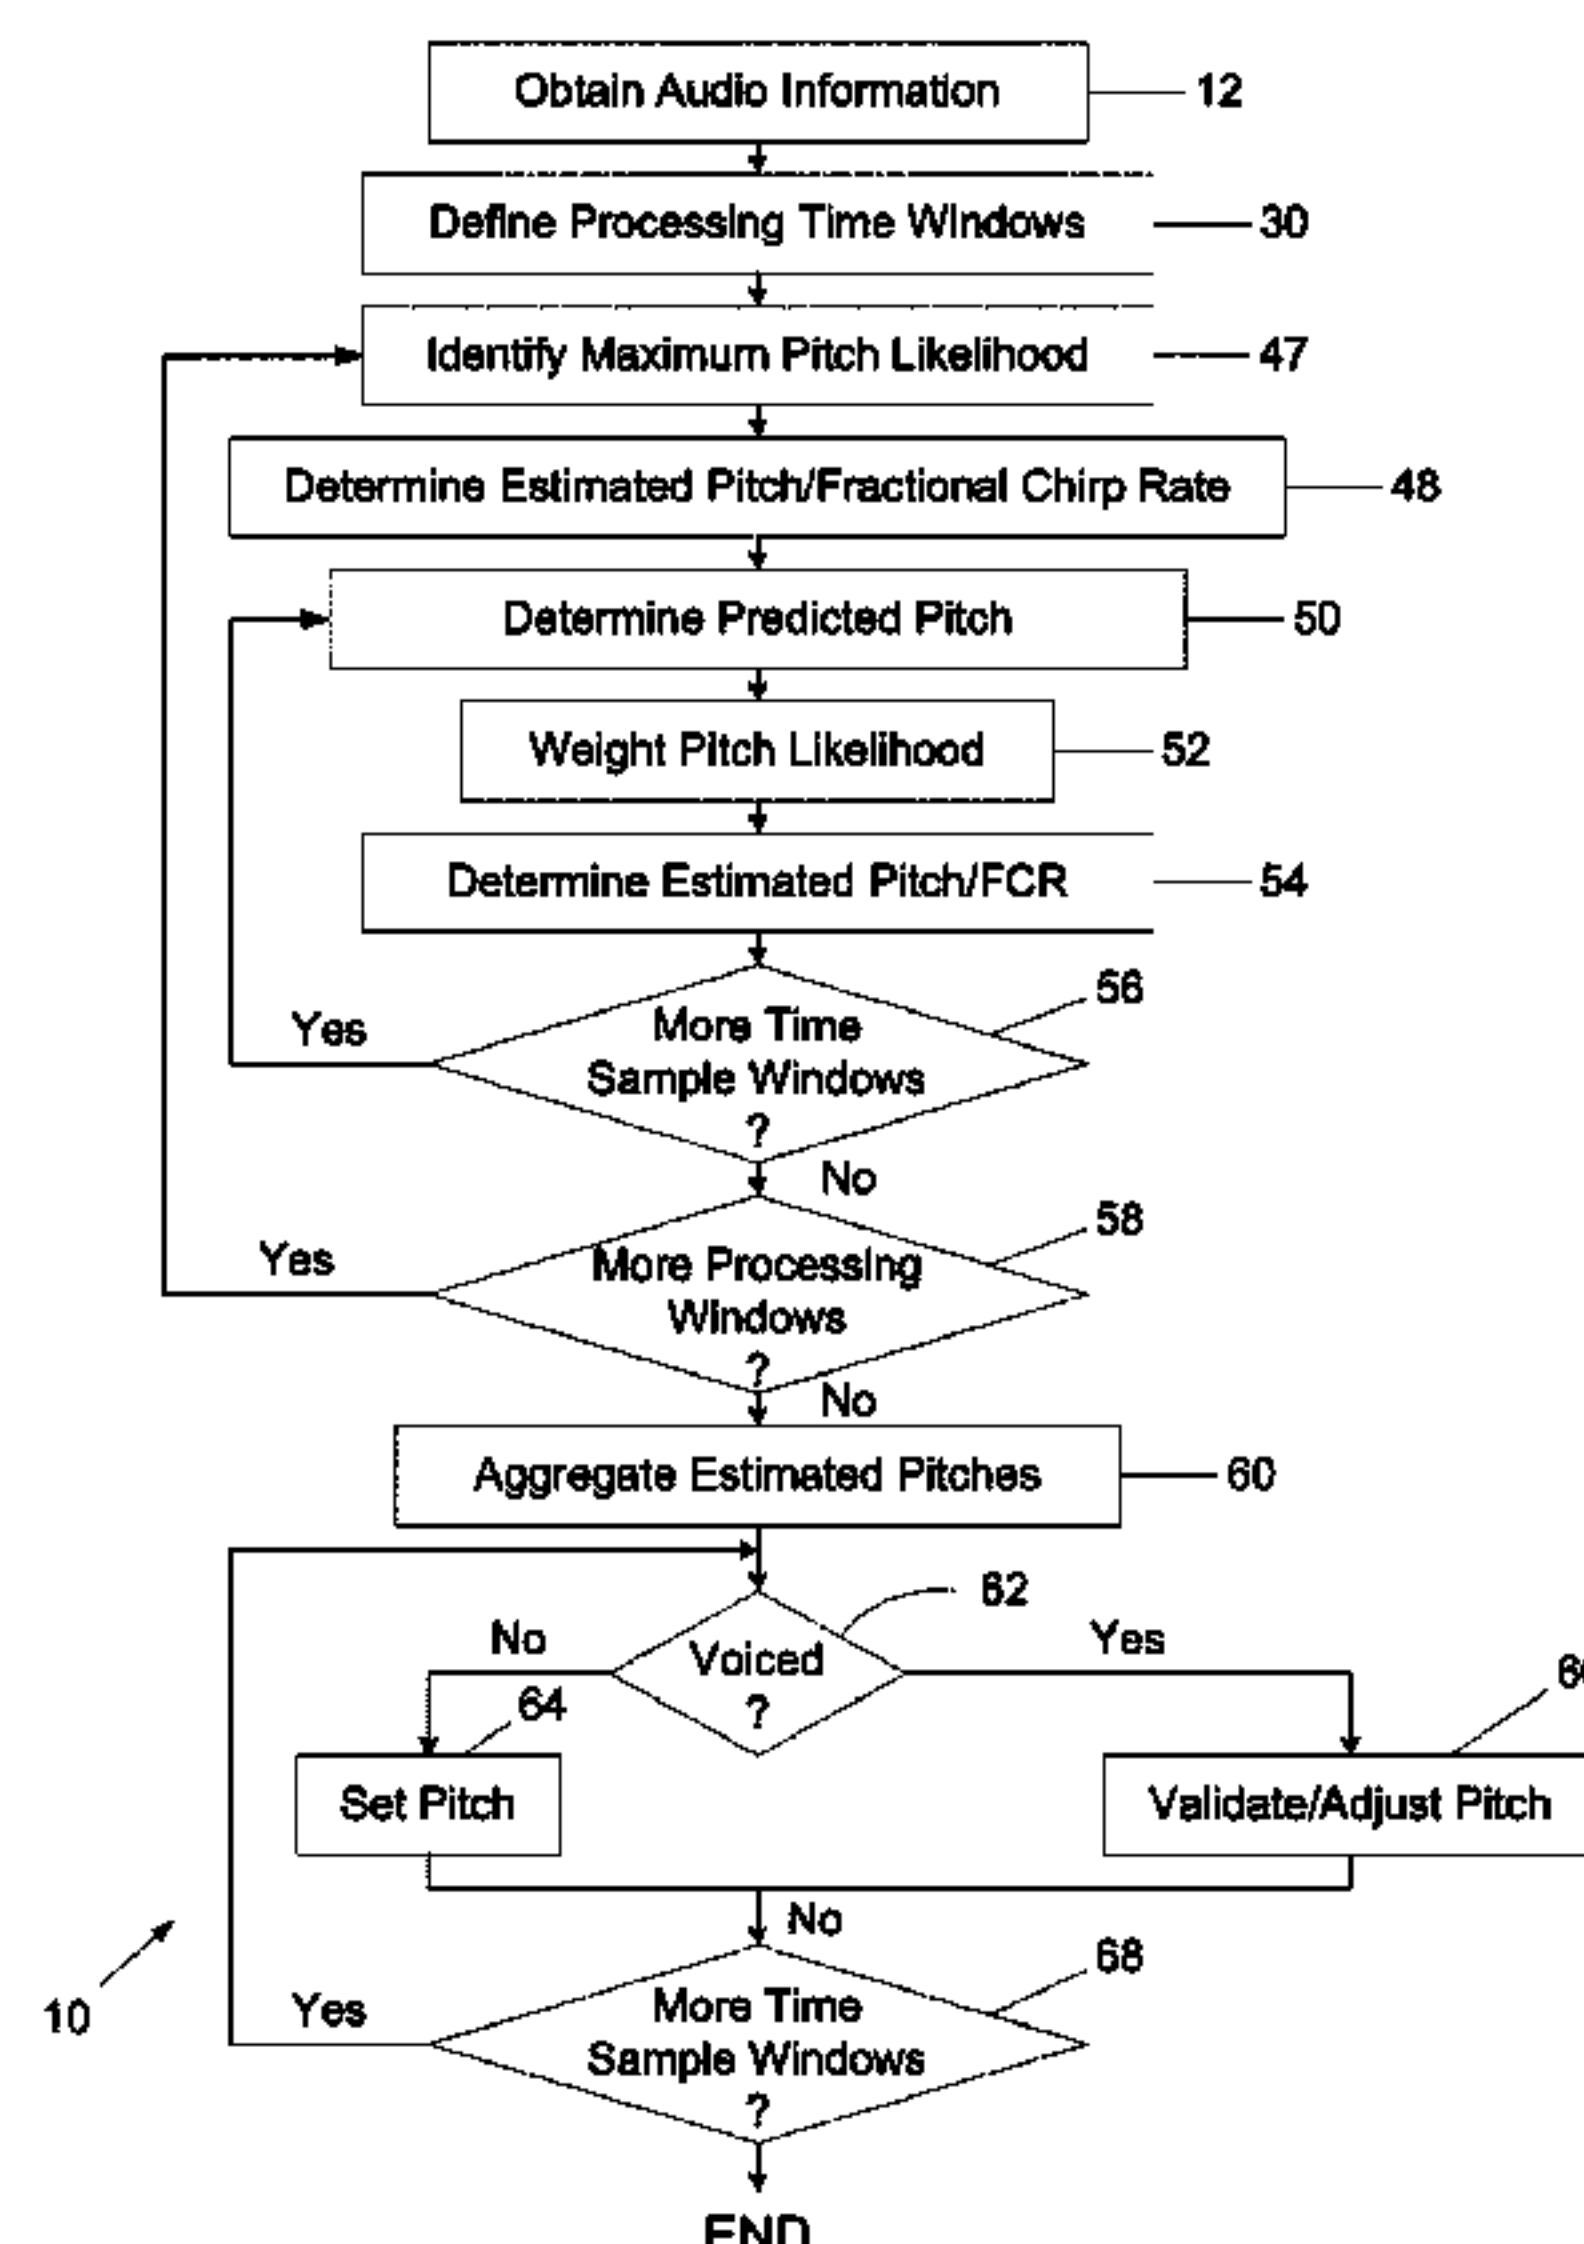 Obtain Audio Information
12
Define Processing Time Windows
30
Identify Maximum Pitch Likelihood
47
Determine Estimated Pitch/Fractional Chirp Rate
48
Determine Predicted Pitch
50
Weight Pitch Likelihood
52
Determine Estimated Pitch/FCR
54
56
Yes
More Time
Sample Windows
?
No
58
Yes
More Processing
Windows
?
No
Aggregate Estimated Pitches
60
62
No
Voiced
?
Yes
64
Set Pitch
Validate/Adjust Pitch
No
68
10
Yes
More Time
Sample Windows
?
END